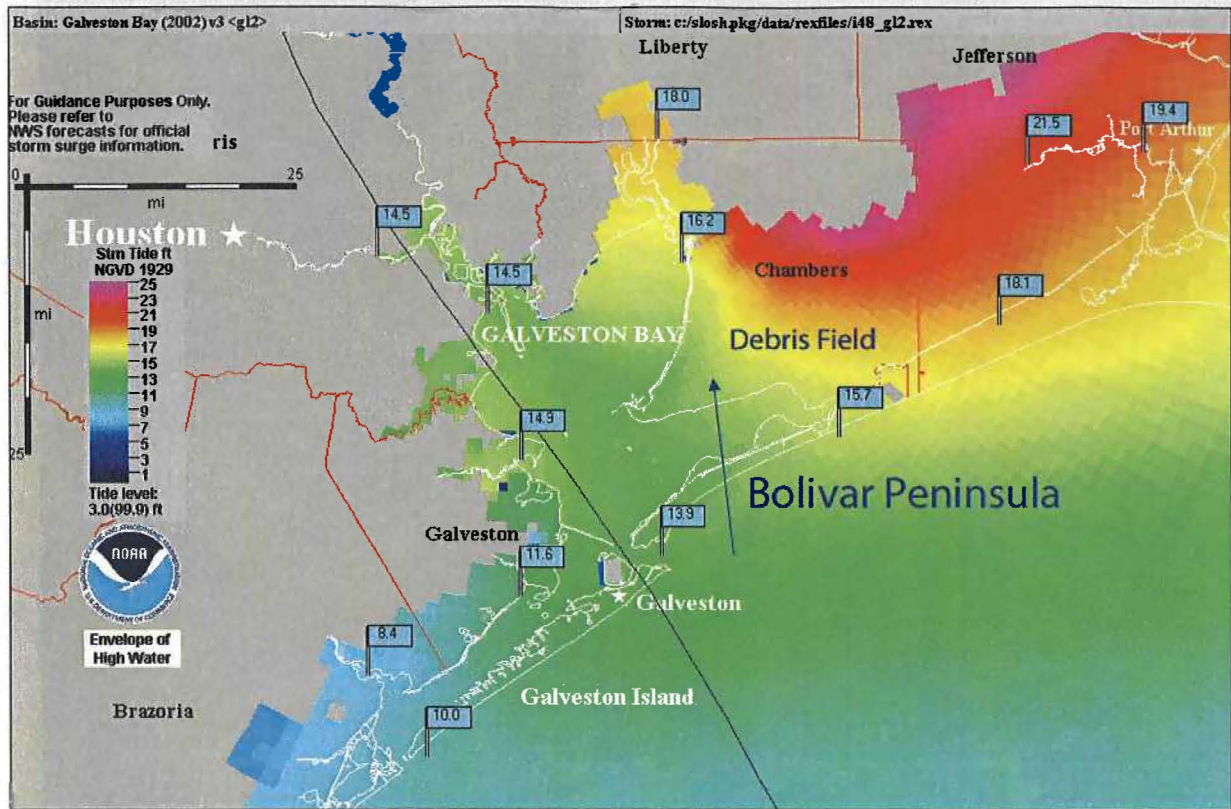 Basin: Galveston Bay (2002) v3 <gl2>
Storm: c:/slosh.pkg/data/rexfiles/i48_gl2.rex
Liberty
Jefferson
For Guidance Purposes Only.
Please refer to
NWS forecasts for official
storm surge information.
ris
18.0
21.5
19.4
Port Arthur
0
25
mi
14.5
16.2
Houston
Strm Tide ft
NGVD 1929
25
23
21
19
17
15
13
11
9
7
5
3
1
mi
25
14.5
Chambers
18.1
GALVESTON BAY
Debris Field
15.7
14.9
Bolivar Peninsula
Tide level:
3.0(99.9) ft
13.9
Galveston
11.6
NOAA
Galveston
Envelope of
High Water
8.4
Galveston Island
Brazoria
10.0